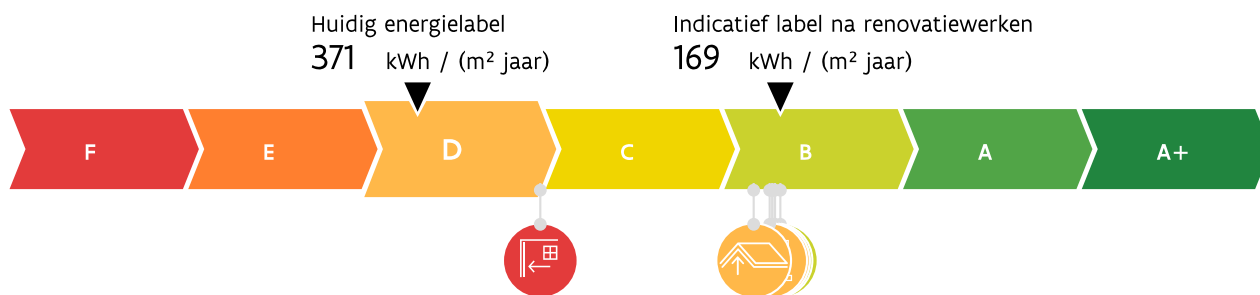 Huidig energielabel
371 kWh / (m² jaar)
Indicatief label na renovatiewerken
169 kWh / (m² jaar)
F E D C B A A+